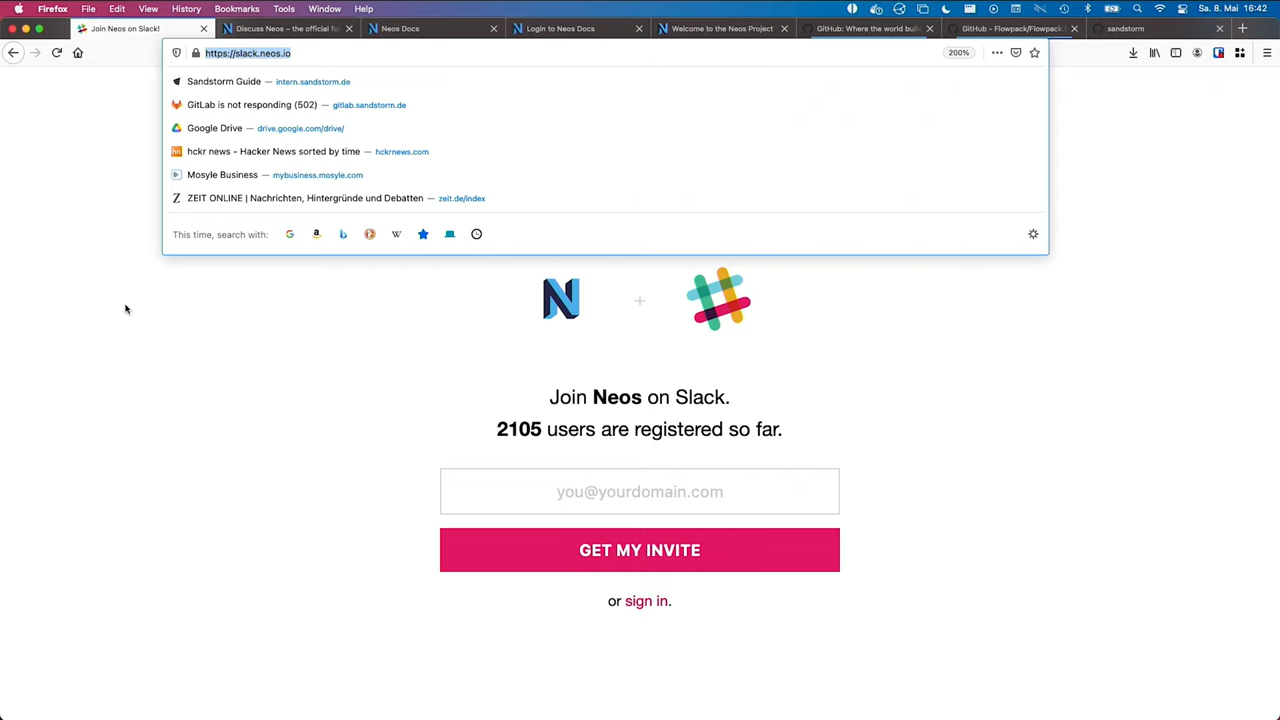 Firefox File Edit View History Bookmarks Tools Window Help Sa. 8. Mai 16:42
Join Neos on Slack! Discuss Neos – the official fo Neos Docs Login to Neos Docs Welcome to the Neos Project GitHub: Where the world buil GitHub - Flowpack/Flowpack. sandstorm
https://slack.neos.io 200%
Sandstorm Guide — intern.sandstorm.de
GitLab is not responding (502) — gitlab.sandstorm.de
Google Drive — drive.google.com/drive/
hckr news - Hacker News sorted by time — hckrnews.com
Mosyle Business — mybusiness.mosyle.com
ZEIT ONLINE | Nachrichten, Hintergründe und Debatten — zeit.de/index
This time, search with:
Join Neos on Slack.
2105 users are registered so far.
you@yourdomain.com
GET MY INVITE
or sign in.